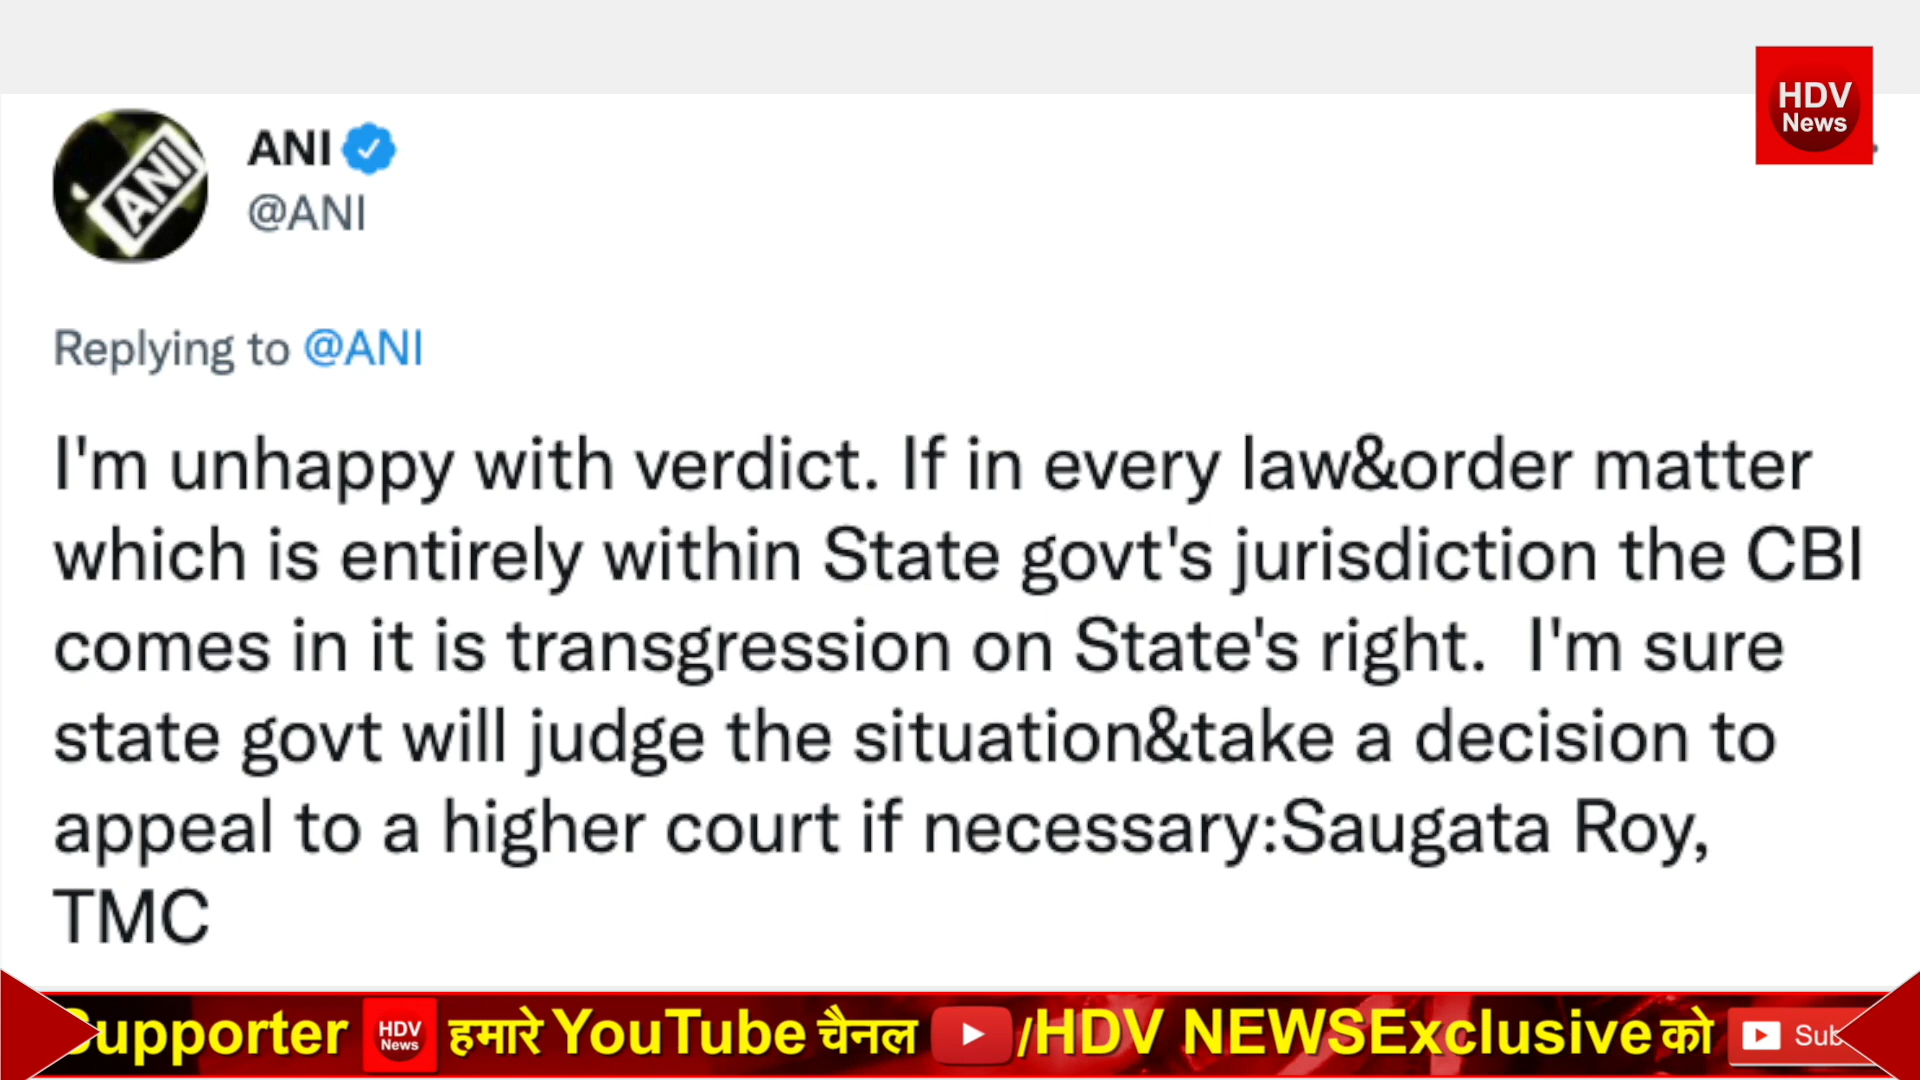 HDV
News
ANI
ANI
@ANI
Replying to @ANI
I'm unhappy with verdict. If in every law&order matter
which is entirely within State govt's jurisdiction the CBI
comes in it is transgression on State's right.  I'm sure
state govt will judge the situation&take a decision to
appeal to a higher court if necessary:Saugata Roy,
TMC
upporter HDV News हमारे YouTube चैनल /HDV NEWSExclusive को Sub